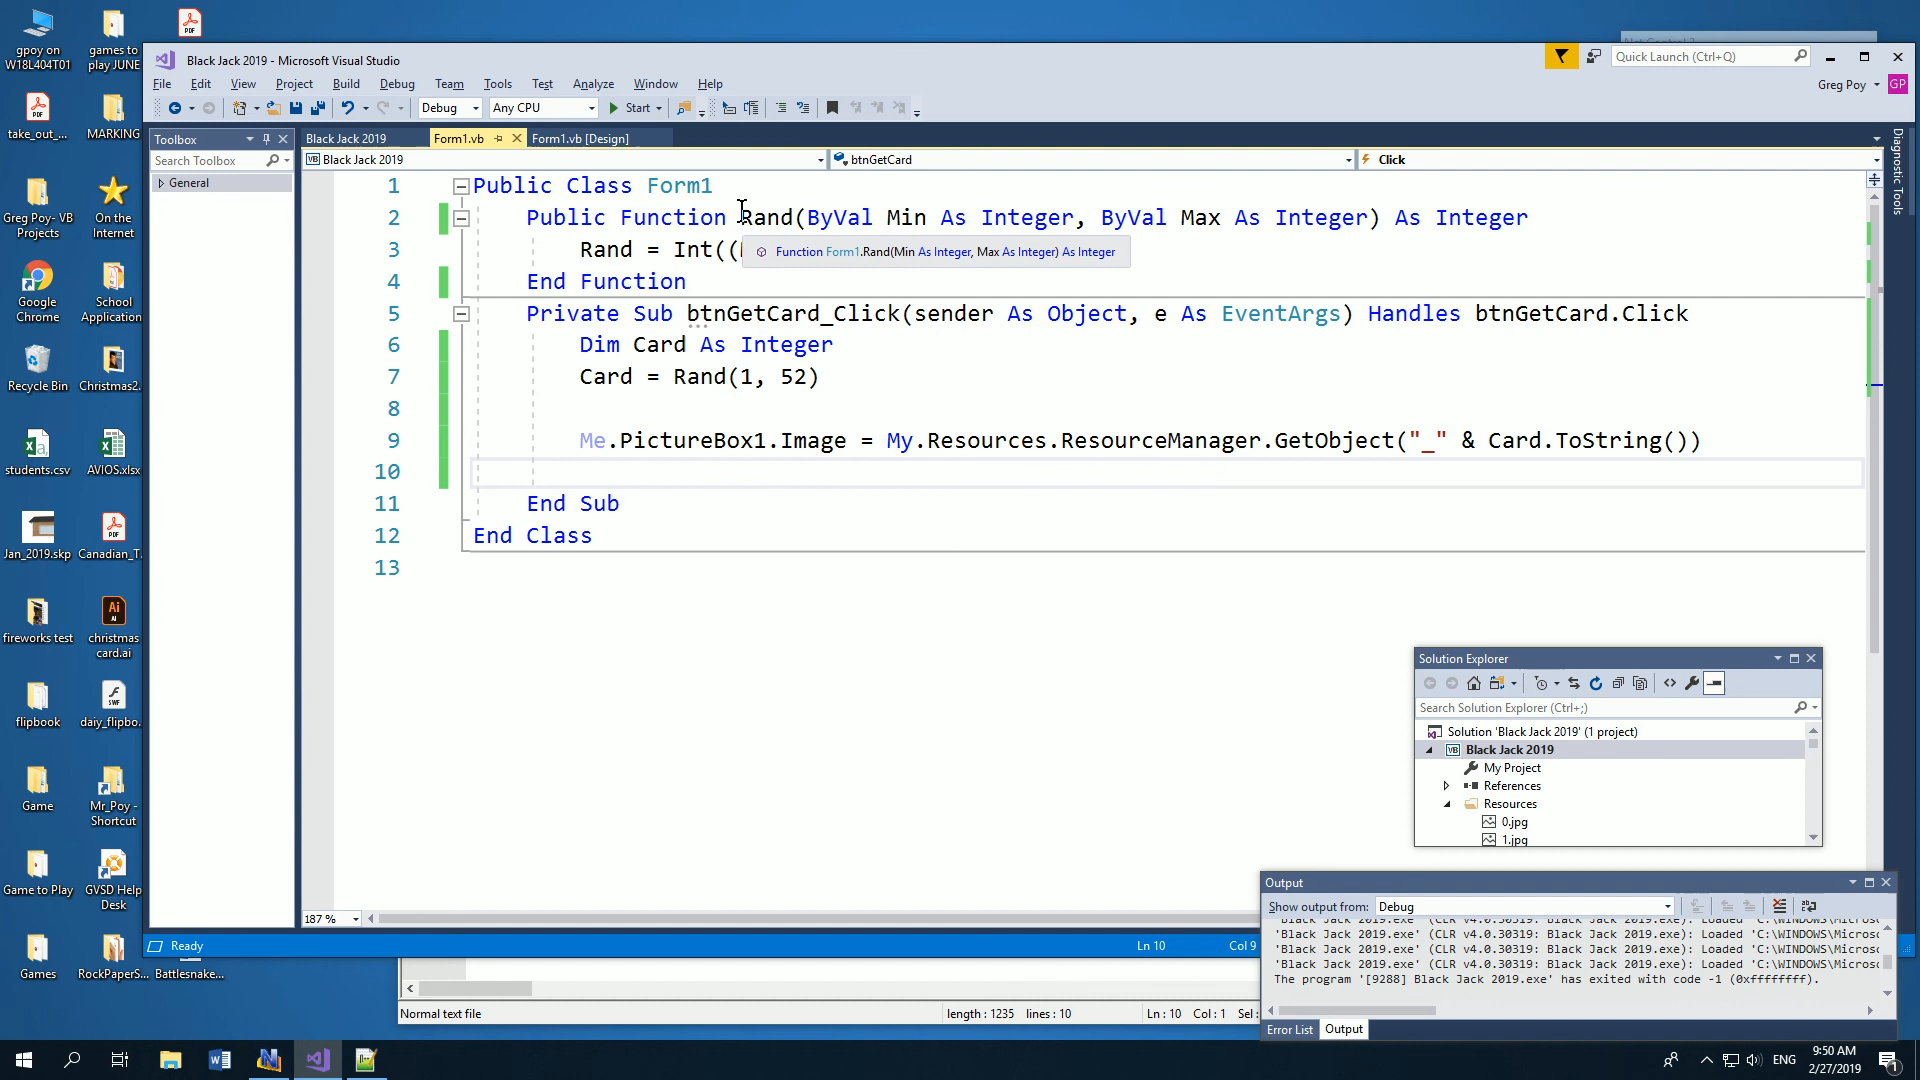 gpoy on
W18L404T01
games to
play JUNE
take_out_...
MARKING
Greg Poy- VB
Projects
On the
Internet
Google
Chrome
School
Application
Recycle Bin
Christmas2.
students.csv
AVIOS.xlsx
Jan_2019.skp
Canadian_T.
fireworks test
christmas
card.ai
flipbook
daiy_flipbo.
Game
Mr_Poy -
Shortcut
Game to Play
GVSD Help
Desk
Games
RockPaperS...
Battlesnake...
Black Jack 2019 - Microsoft Visual Studio
Quick Launch (Ctrl+Q)
File Edit View Project Build Debug Team Tools Test Analyze Window Help
Greg Poy GP
Debug Any CPU Start
Toolbox
Search Toolbox
General
Black Jack 2019 Form1.vb Form1.vb [Design]
Black Jack 2019 btnGetCard Click
Diagnostic Tools
1 Public Class Form1
2 Public Function Rand(ByVal Min As Integer, ByVal Max As Integer) As Integer
3 Rand = Int((
Function Form1.Rand(Min As Integer, Max As Integer) As Integer
4 End Function
5 Private Sub btnGetCard_Click(sender As Object, e As EventArgs) Handles btnGetCard.Click
6 Dim Card As Integer
7 Card = Rand(1, 52)
8
9 Me.PictureBox1.Image = My.Resources.ResourceManager.GetObject("_" & Card.ToString())
10
11 End Sub
12 End Class
13
187 %
Ready Ln 10 Col 9
Solution Explorer
Search Solution Explorer (Ctrl+;)
Solution 'Black Jack 2019' (1 project)
Black Jack 2019
My Project
References
Resources
0.jpg
1.jpg
Output
Show output from: Debug
'Black Jack 2019.exe' (CLR v4.0.30319: Black Jack 2019.exe): Loaded 'C:\WINDOWS\Micros
'Black Jack 2019.exe' (CLR v4.0.30319: Black Jack 2019.exe): Loaded 'C:\WINDOWS\Micros
'Black Jack 2019.exe' (CLR v4.0.30319: Black Jack 2019.exe): Loaded 'C:\WINDOWS\Micros
'Black Jack 2019.exe' (CLR v4.0.30319: Black Jack 2019.exe): Loaded 'C:\WINDOWS\Micros
The program '[9288] Black Jack 2019.exe' has exited with code -1 (0xffffffff).
Error List Output
Normal text file length : 1235 lines : 10 Ln : 10 Col : 1 Sel :
ENG
9:50 AM
2/27/2019
1